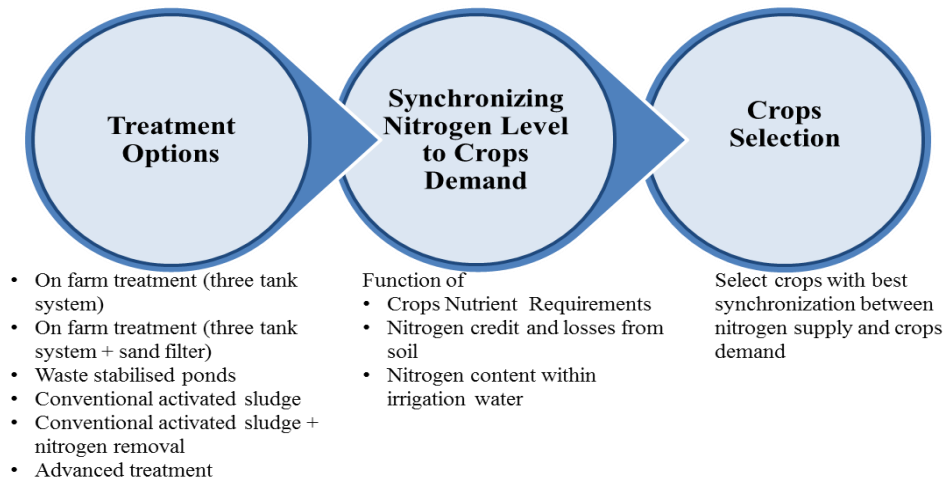 Treatment
Options
Synchronizing
Nitrogen Level
to Crops
Demand
Crops
Selection
• On farm treatment (three tank
system)
• On farm treatment (three tank
system + sand filter)
• Waste stabilised ponds
• Conventional activated sludge
• Conventional activated sludge +
nitrogen removal
• Advanced treatment
Function of
• Crops Nutrient Requirements
• Nitrogen credit and losses from
soil
• Nitrogen content within
irrigation water
Select crops with best
synchronization between
nitrogen supply and crops
demand